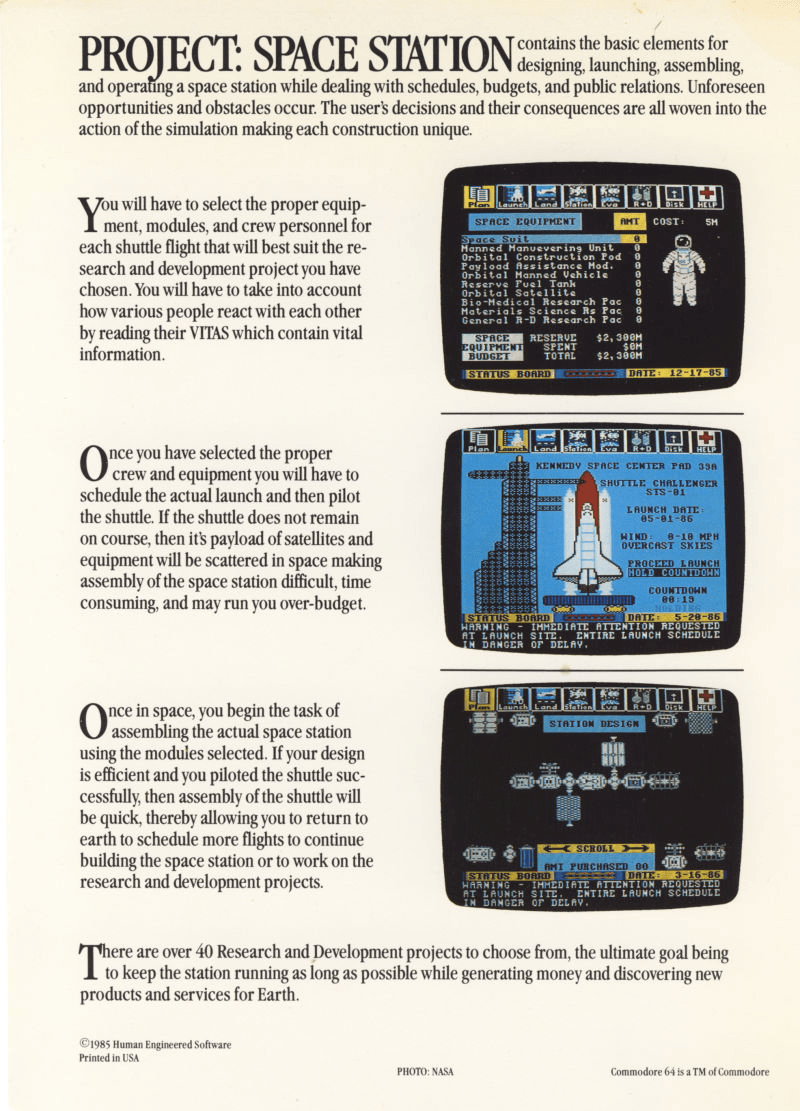 PROJECT: SPACE STATION contains the basic elements for
designing, launching, assembling,
and operating a space station while dealing with schedules, budgets, and public relations. Unforeseen
opportunities and obstacles occur. The user's decisions and their consequences are all woven into the
action of the simulation making each construction unique.
You will have to select the proper equip-
ment, modules, and crew personnel for
each shuttle flight that will best suit the re-
search and development project you have
chosen. You will have to take into account
how various people react with each other
by reading their VITAS which contain vital
information.
Plan Launch Land Station Eva R+D Disk HELP
SPACE EQUIPMENT AMT COST: 5M
Space Suit 0
Manned Manuevering Unit 0
Orbital Construction Pod 0
Payload Assistance Mod. 0
Orbital Manned Vehicle 0
Reserve Fuel Tank 0
Orbital Satellite 0
Bio-Medical Research Pac 0
Materials Science Rs Pac 0
General R-D Research Pac 0
SPACE RESERVE $2,300M
EQUIPMENT SPENT $0M
BUDGET TOTAL $2,300M
STATUS BOARD DATE: 12-17-85
Once you have selected the proper
crew and equipment you will have to
schedule the actual launch and then pilot
the shuttle. If the shuttle does not remain
on course, then it's payload of satellites and
equipment will be scattered in space making
assembly of the space station difficult, time
consuming, and may run you over-budget.
Plan Launch Land Station Eva R+D Disk HELP
KENNEDY SPACE CENTER PAD 39A
SHUTTLE CHALLENGER
STS-01
LAUNCH DATE:
05-01-86
WIND: 0-10 MPH
OVERCAST SKIES
PROCEED LAUNCH
HOLD COUNTDOWN
COUNTDOWN
00:19
HOLDING
STATUS BOARD DATE: 5-20-86
WARNING - IMMEDIATE ATTENTION REQUESTED
AT LAUNCH SITE. ENTIRE LAUNCH SCHEDULE
IN DANGER OF DELAY.
Once in space, you begin the task of
assembling the actual space station
using the modules selected. If your design
is efficient and you piloted the shuttle suc-
cessfully, then assembly of the shuttle will
be quick, thereby allowing you to return to
earth to schedule more flights to continue
building the space station or to work on the
research and development projects.
Plan Launch Land Station Eva R+D Disk HELP
STATION DESIGN
SCROLL
AMT PURCHASED 00
STATUS BOARD DATE: 3-16-86
WARNING - IMMEDIATE ATTENTION REQUESTED
AT LAUNCH SITE. ENTIRE LAUNCH SCHEDULE
IN DANGER OF DELAY.
There are over 40 Research and Development projects to choose from, the ultimate goal being
to keep the station running as long as possible while generating money and discovering new
products and services for Earth.
©1985 Human Engineered Software
Printed in USA
PHOTO: NASA
Commodore 64 is a TM of Commodore